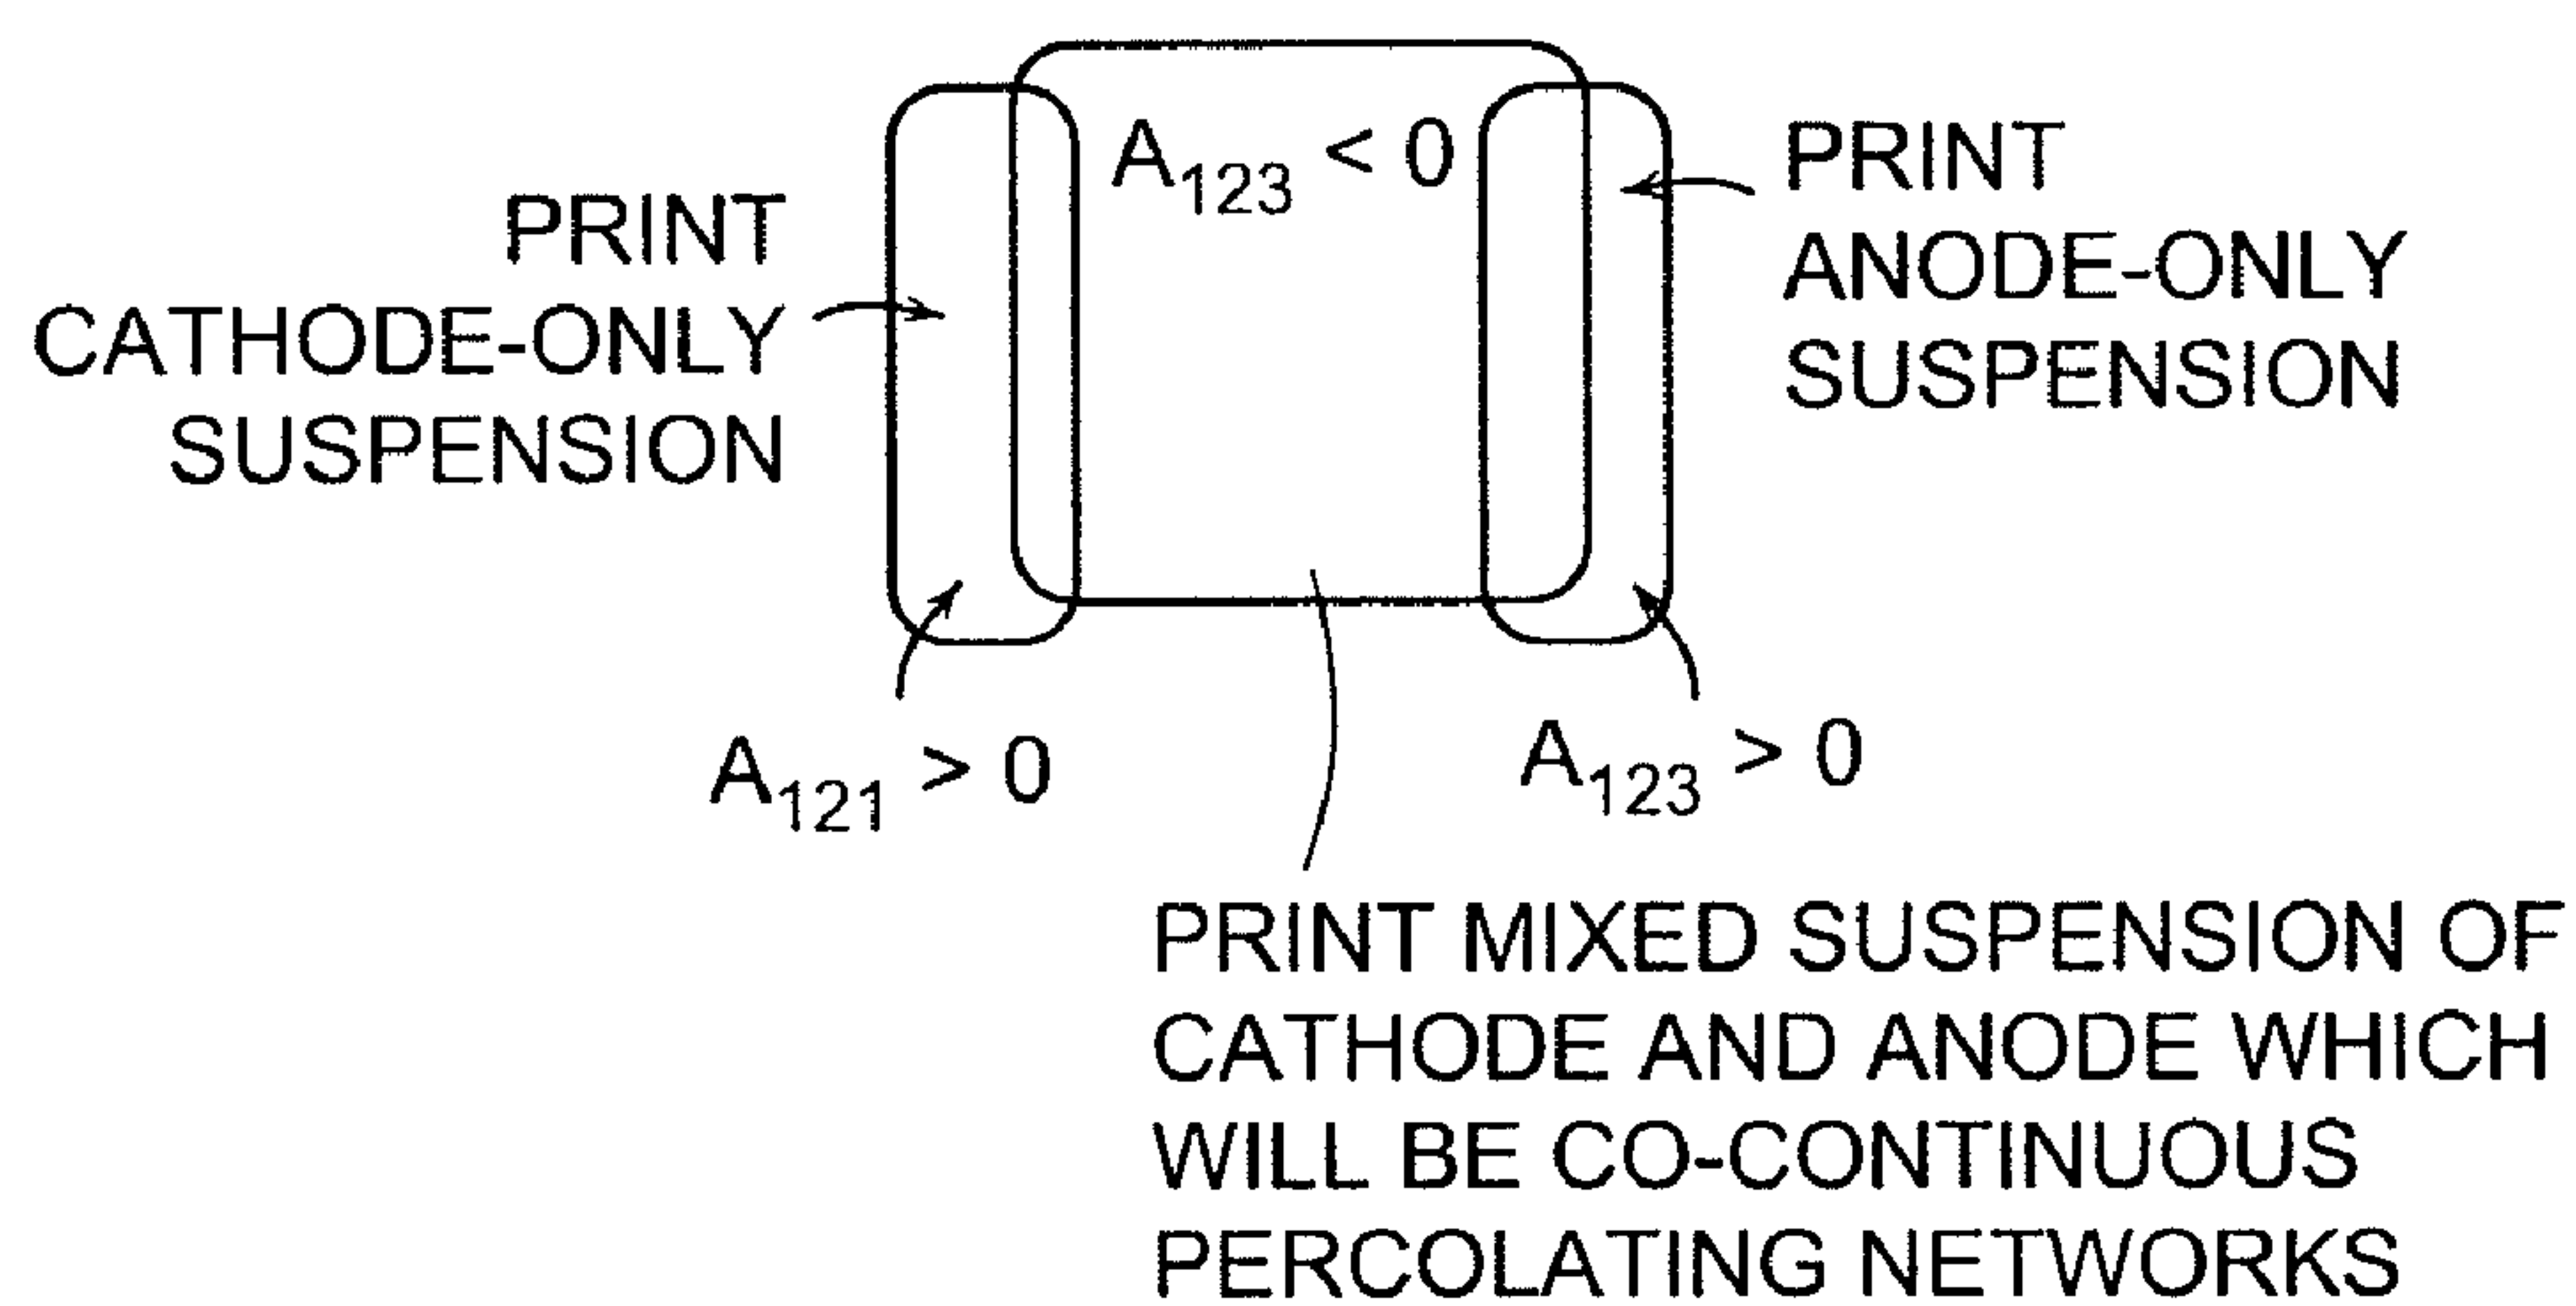 A₁₂₃ < 0
PRINT
CATHODE-ONLY
SUSPENSION
PRINT
ANODE-ONLY
SUSPENSION
A₁₂₁ > 0
A₁₂₃ > 0
PRINT MIXED SUSPENSION OF
CATHODE AND ANODE WHICH
WILL BE CO-CONTINUOUS
PERCOLATING NETWORKS